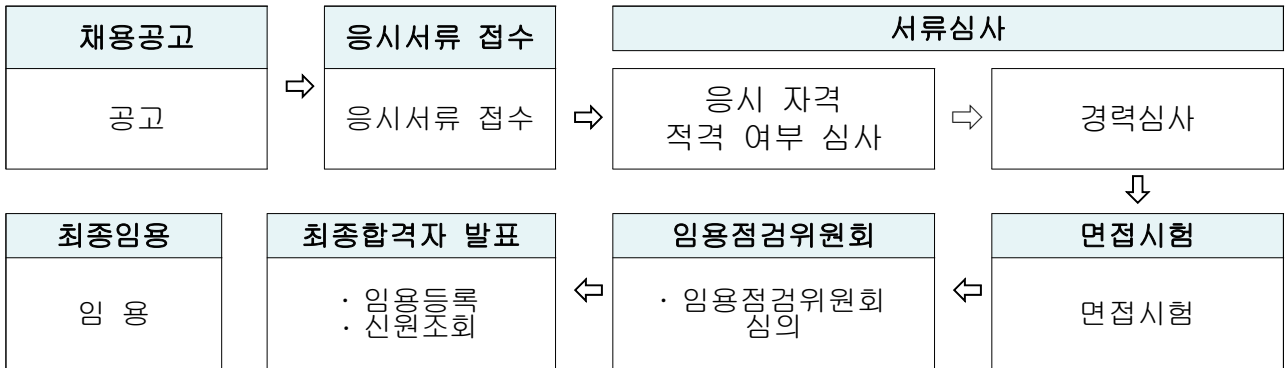 채용공고
응시서류 접수
서류심사
공고
⇨
응시서류 접수
⇨
응시 자격
적격 여부 심사
⇨
경력심사
⇩
최종임용
최종합격자 발표
임용점검위원회
면접시험
임 용
· 임용등록
· 신원조회
⇦
· 임용점검위원회
심의
⇦
면접시험